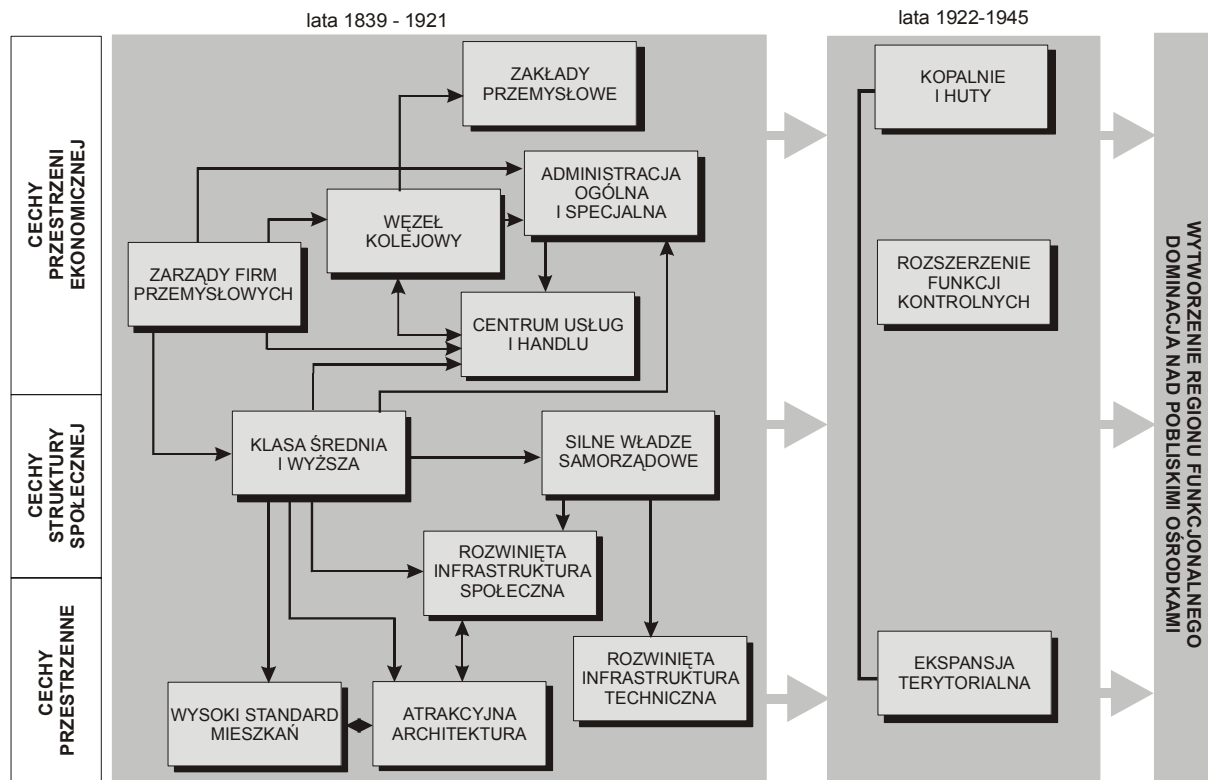 lata 1839 - 1921
lata 1922-1945
CECHY
PRZESTRZENI
EKONOMICZNEJ
CECHY
STRUKTURY
SPOŁECZNEJ
CECHY
PRZESTRZENNE
ZAKŁADY
PRZEMYSŁOWE
ADMINISTRACJA
OGÓLNA
I SPECJALNA
WĘZEŁ
KOLEJOWY
ZARZĄDY FIRM
PRZEMYSŁOWYCH
CENTRUM USŁUG
I HANDLU
KLASA ŚREDNIA
I WYŻSZA
SILNE WŁADZE
SAMORZĄDOWE
ROZWINIĘTA
INFRASTRUKTURA
SPOŁECZNA
ROZWINIĘTA
INFRASTRUKTURA
TECHNICZNA
WYSOKI STANDARD
MIESZKAŃ
ATRAKCYJNA
ARCHITEKTURA
KOPALNIE
I HUTY
ROZSZERZENIE
FUNKCJI
KONTROLNYCH
EKSPANSJA
TERYTORIALNA
WYTWORZENIE REGIONU FUNKCJONALNEGO
DOMINACJA NAD POBLISKIMI OŚRODKAMI